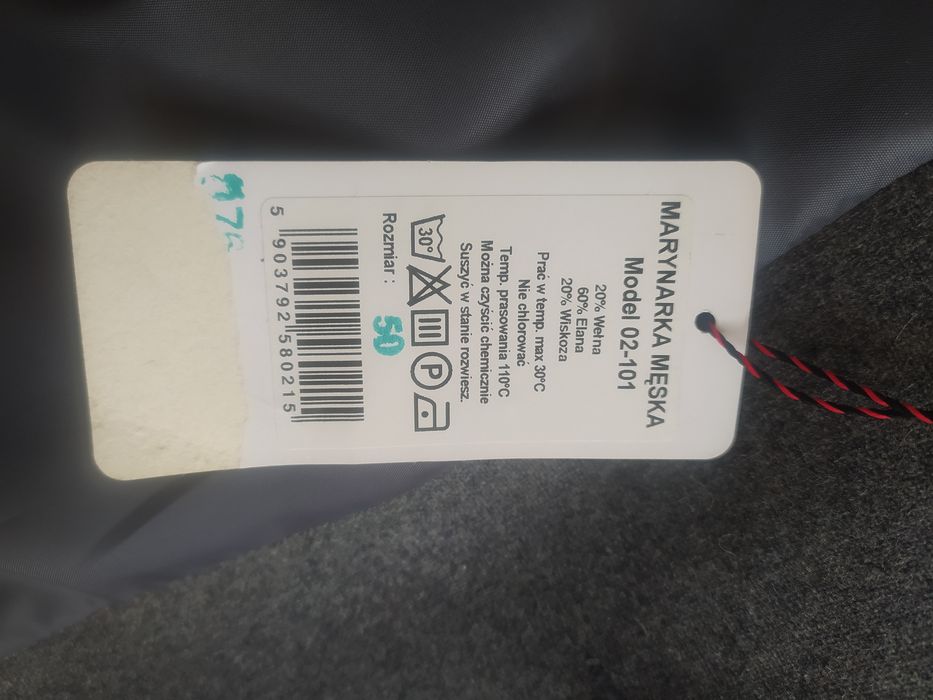 MARYNARKA MĘSKA
Model 02-101
20% Wełna
60% Elana
20% Wiskoza
Prać w temp. max 30°C
Nie chlorować
Temp. prasowania 110°C
Można czyścić chemicznie
Suszyć w stanie rozwiesz.
30°
P
Rozmiar : 50
5 903792 580215